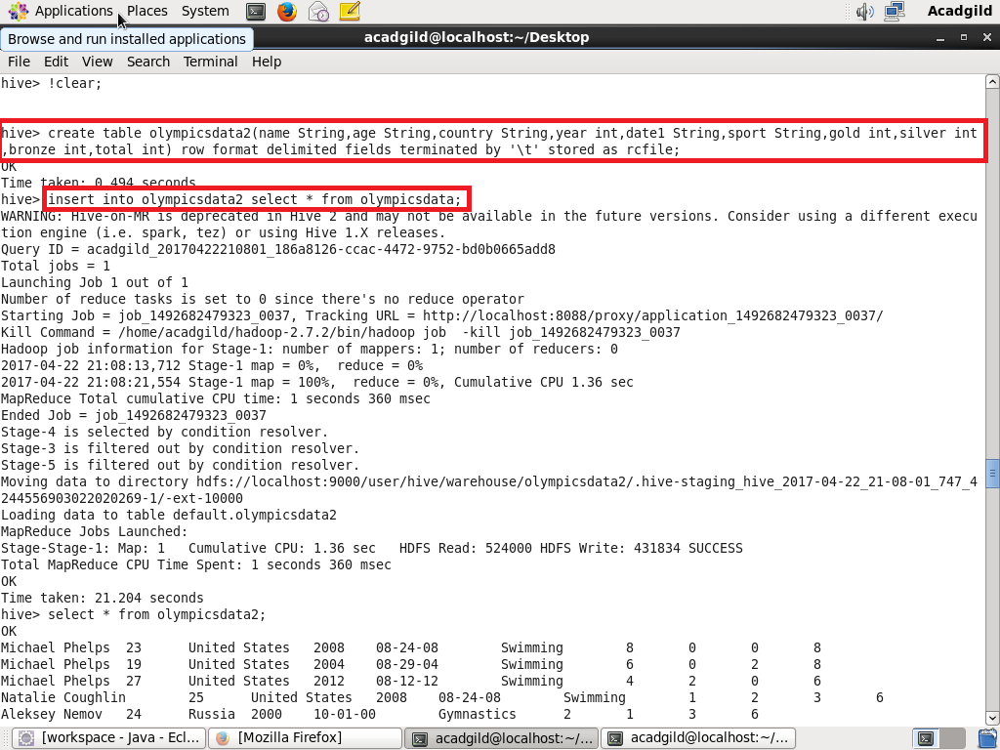 Applications Places System Acadgild
Browse and run installed applications
acadgild@localhost:~/Desktop
File Edit View Search Terminal Help
hive> !clear;
hive> create table olympicsdata2(name String,age String,country String,year int,date1 String,sport String,gold int,silver int
,bronze int,total int) row format delimited fields terminated by '\t' stored as rcfile;
OK
Time taken: 0.494 seconds
hive> insert into olympicsdata2 select * from olympicsdata;
WARNING: Hive-on-MR is deprecated in Hive 2 and may not be available in the future versions. Consider using a different execu
tion engine (i.e. spark, tez) or using Hive 1.X releases.
Query ID = acadgild_20170422210801_186a8126-ccac-4472-9752-bd0b0665add8
Total jobs = 1
Launching Job 1 out of 1
Number of reduce tasks is set to 0 since there's no reduce operator
Starting Job = job_1492682479323_0037, Tracking URL = http://localhost:8088/proxy/application_1492682479323_0037/
Kill Command = /home/acadgild/hadoop-2.7.2/bin/hadoop job  -kill job_1492682479323_0037
Hadoop job information for Stage-1: number of mappers: 1; number of reducers: 0
2017-04-22 21:08:13,712 Stage-1 map = 0%,  reduce = 0%
2017-04-22 21:08:21,554 Stage-1 map = 100%,  reduce = 0%, Cumulative CPU 1.36 sec
MapReduce Total cumulative CPU time: 1 seconds 360 msec
Ended Job = job_1492682479323_0037
Stage-4 is selected by condition resolver.
Stage-3 is filtered out by condition resolver.
Stage-5 is filtered out by condition resolver.
Moving data to directory hdfs://localhost:9000/user/hive/warehouse/olympicsdata2/.hive-staging_hive_2017-04-22_21-08-01_747_4
244556903022020269-1/-ext-10000
Loading data to table default.olympicsdata2
MapReduce Jobs Launched:
Stage-Stage-1: Map: 1   Cumulative CPU: 1.36 sec   HDFS Read: 524000 HDFS Write: 431834 SUCCESS
Total MapReduce CPU Time Spent: 1 seconds 360 msec
OK
Time taken: 21.204 seconds
hive> select * from olympicsdata2;
OK
Michael Phelps  23      United States   2008    08-24-08        Swimming        8       0       0       8
Michael Phelps  19      United States   2004    08-29-04        Swimming        6       0       2       8
Michael Phelps  27      United States   2012    08-12-12        Swimming        4       2       0       6
Natalie Coughlin        25      United States   2008    08-24-08        Swimming        1       2       3       6
Aleksey Nemov   24      Russia  2000    10-01-00        Gymnastics      2       1       3       6
[workspace - Java - Ecl... [Mozilla Firefox] acadgild@localhost:~/... acadgild@localhost:~/...